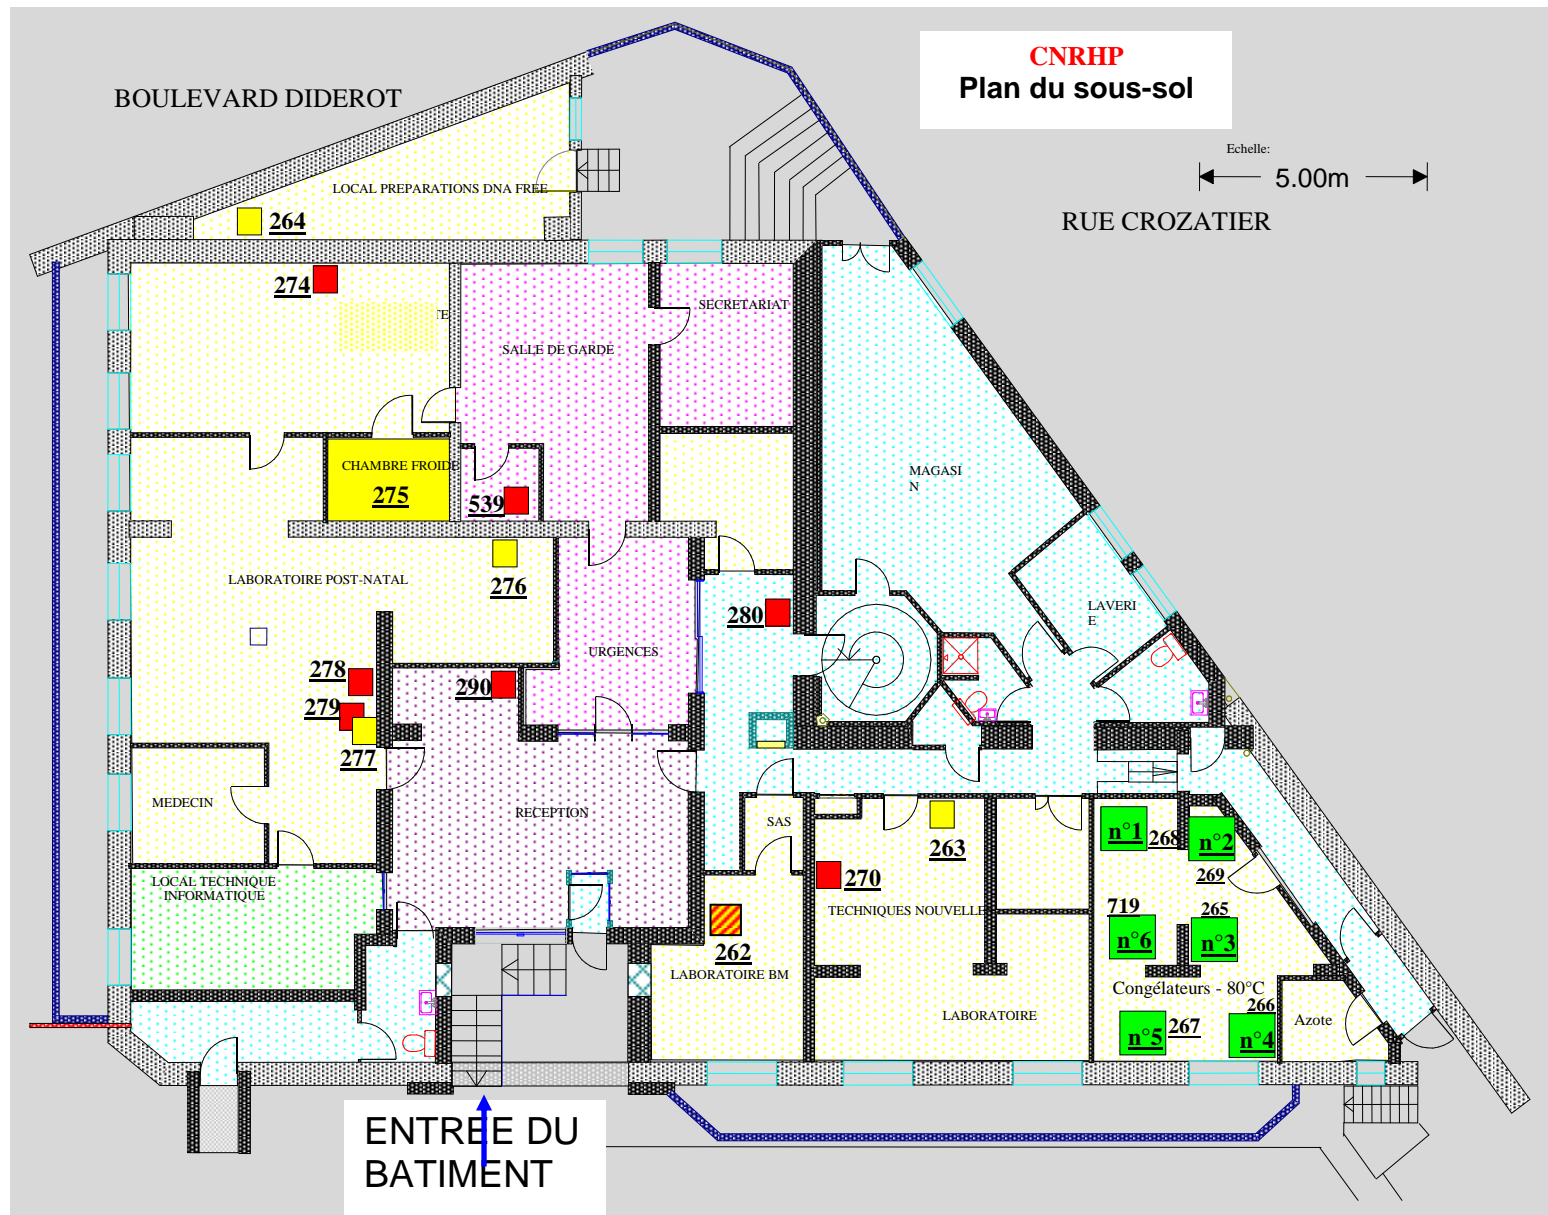 CNRHP
Plan du sous-sol
BOULEVARD DIDEROT
Echelle:
5.00m
RUE CROZATIER
LOCAL PREPARATIONS DNA FREE
264
274
TE
SECRETARIAT
SALLE DE GARDE
CHAMBRE FROIDE
275
539
MAGASI
N
276
LABORATOIRE POST-NATAL
280
LAVERI
E
URGENCES
278
290
279
277
MEDECIN
RECEPTION
SAS
263
n°1
268
n°2
269
LOCAL TECHNIQUE
INFORMATIQUE
270
TECHNIQUES NOUVELLE
719
265
n°6
n°3
262
LABORATOIRE BM
Congélateurs - 80°C
LABORATOIRE
266
Azote
n°5
267
n°4
ENTREE DU
BATIMENT